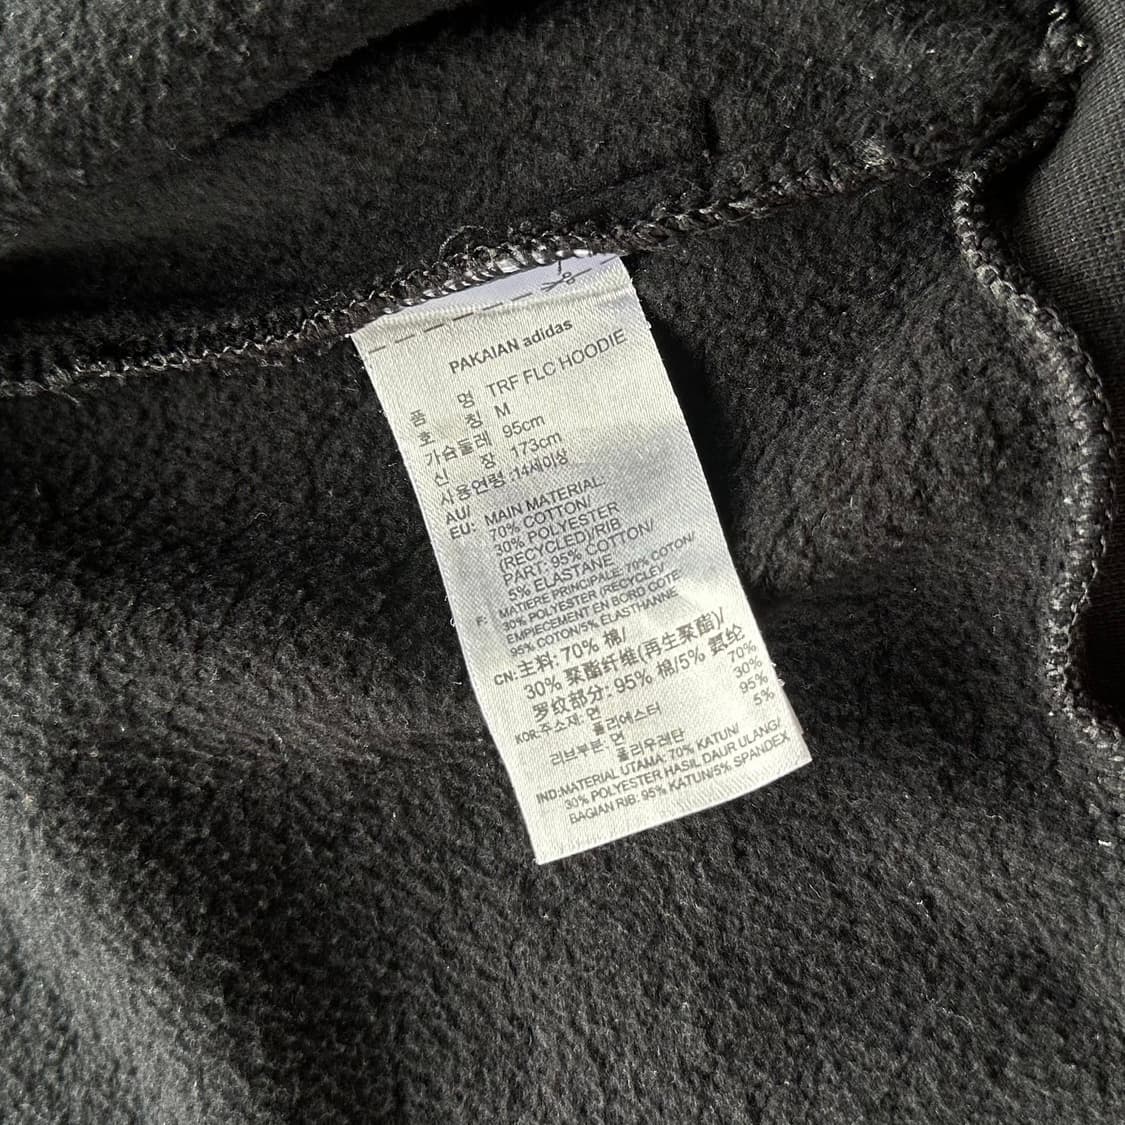 PAKAIAN adidas
품 명 TRF FLC HOODIE
호 칭 M
가슴둘레 95cm
신 장 173cm
사용연령 :14세이상
AU/
EU: MAIN MATERIAL:
70% COTTON/
30% POLYESTER
(RECYCLED)/RIB
PART: 95% COTTON/
5% ELASTANE
F: MATIERE PRINCIPALE: 70% COTON/
30% POLYESTER (RECYCLE)/
EMPIECEMENT EN BORD COTE:
95% COTON/5% ELASTHANNE
CN:主料: 70% 棉/
30% 聚酯纤维(再生聚酯)/
罗纹部分: 95% 棉/5% 氨纶
KOR:주소재: 면 70%
폴리에스터 30%
리브부분: 면 95%
폴리우레탄 5%
IND:MATERIAL UTAMA: 70% KATUN/
30% POLYESTER HASIL DAUR ULANG/
BAGIAN RIB: 95% KATUN/5% SPANDEX